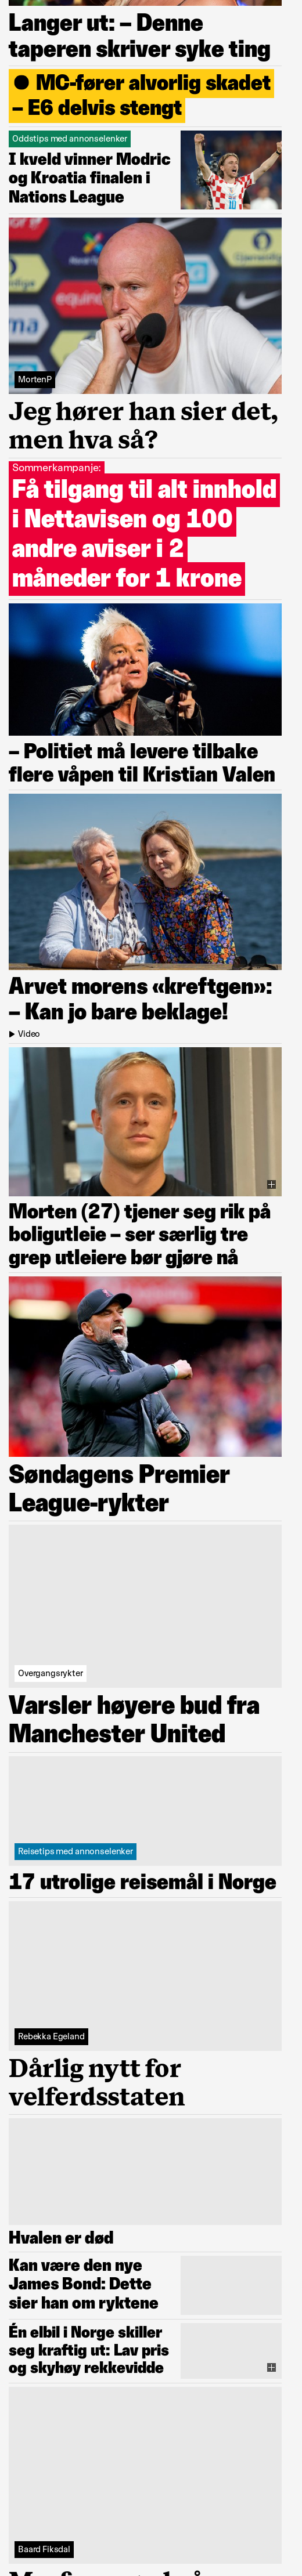 Langer ut: – Denne
taperen skriver syke ting
● MC-fører alvorlig skadet
– E6 delvis stengt
Oddstips med annonselenker
I kveld vinner Modric
og Kroatia finalen i
Nations League
MortenP
Jeg hører han sier det,
men hva så?
Sommerkampanje:
Få tilgang til alt innhold
i Nettavisen og 100
andre aviser i 2
måneder for 1 krone
– Politiet må levere tilbake
flere våpen til Kristian Valen
Arvet morens «kreftgen»:
– Kan jo bare beklage!
Video
Morten (27) tjener seg rik på
boligutleie – ser særlig tre
grep utleiere bør gjøre nå
Søndagens Premier
League-rykter
Overgangsrykter
Varsler høyere bud fra
Manchester United
Reisetips med annonselenker
17 utrolige reisemål i Norge
Rebekka Egeland
Dårlig nytt for
velferdsstaten
Hvalen er død
Kan være den nye
James Bond: Dette
sier han om ryktene
Én elbil i Norge skiller
seg kraftig ut: Lav pris
og skyhøy rekkevidde
Baard Fiksdal